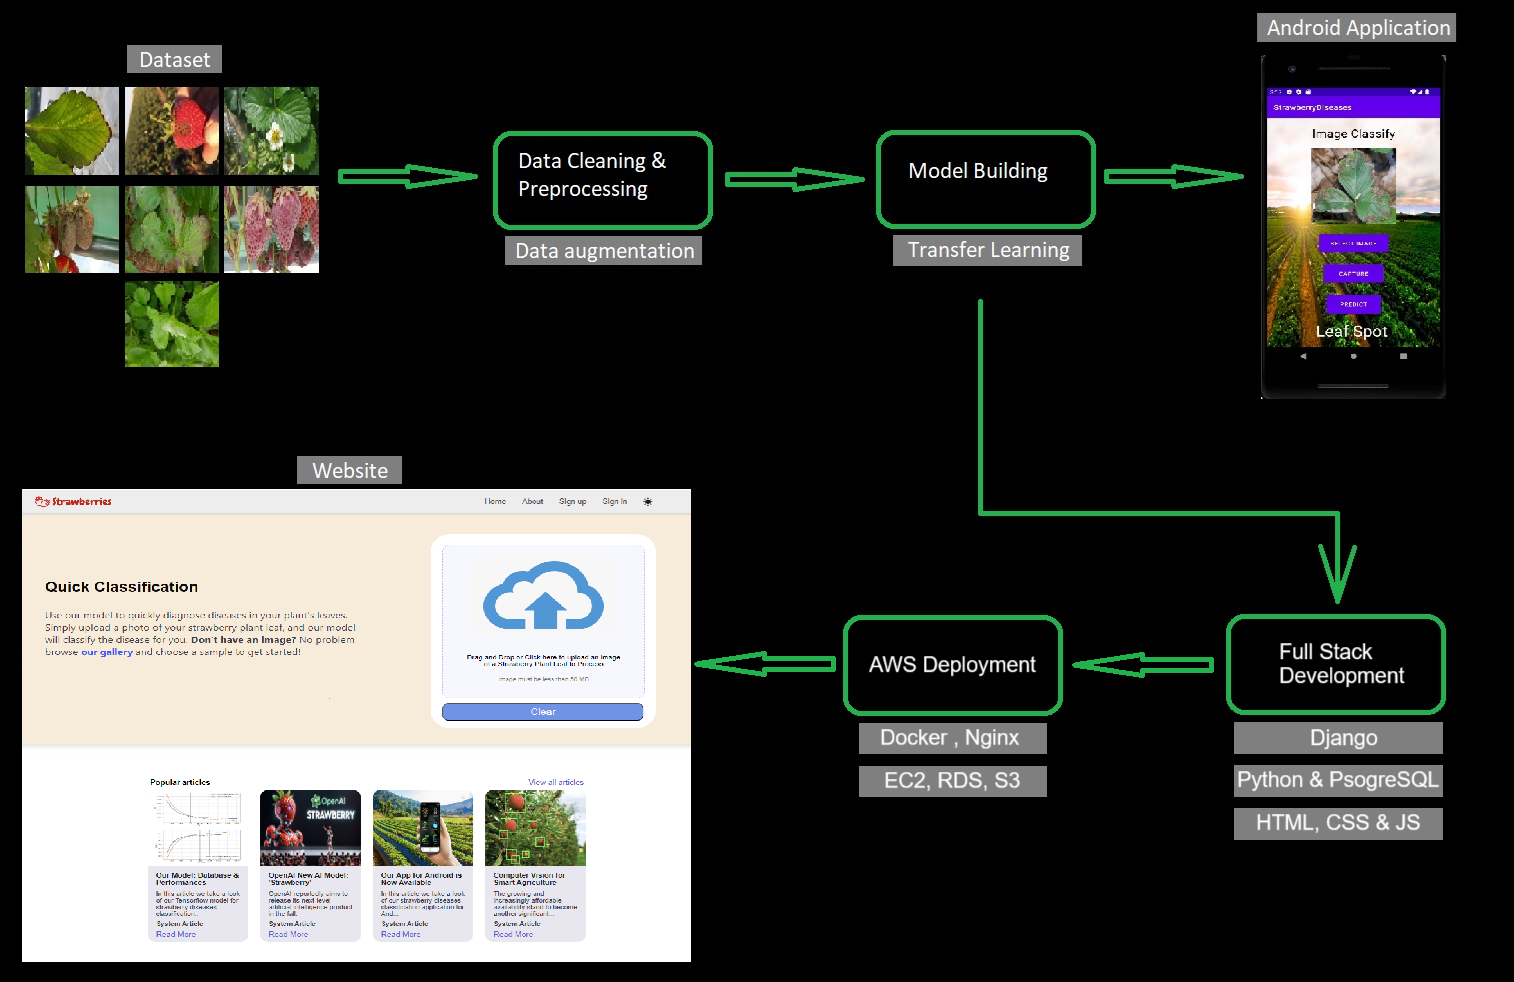 Dataset
Data Cleaning &
Preprocessing
Data augmentation
Model Building
Transfer Learning
Android Application
StrawberryDiseases
Image Classify
SELECT IMAGE
CAPTURE
PREDICT
Leaf Spot
Website
Strawberries
Home About Sign up Sign In
Quick Classification
Use our model to quickly diagnose diseases in your plant's leaves.
Simply upload a photo of your strawberry plant leaf, and our model
will classify the disease for you. Don't have an image? No problem
browse our gallery and choose a sample to get started!
Drag and Drop or Click here to upload an image
of a Strawberry Plant Leaf to Process
Image must be less than 50 MB
Clear
Popular articles
View all articles
OpenAI
STRAWBERRY
Our Model: Database &
Performances
In this article we take a look
of our Tensorflow model for
strawberry diseases
classification..
System Article
Read More
OpenAI New AI Model:
'Strawberry'
OpenAI reportedly aims to
release its next-level
artificial intelligence product
in the fall.
System Article
Read More
Our App for Android is
Now Available
In this article we take a look
of our strawberry diseases
classification application for
And...
System Article
Read More
Computer Vision for
Smart Agriculture
The growing and
increasingly affordable
availability stand to become
another significant...
System Article
Read More
AWS Deployment
Docker , Nginx
EC2, RDS, S3
Full Stack
Development
Django
Python & PsogreSQL
HTML, CSS & JS